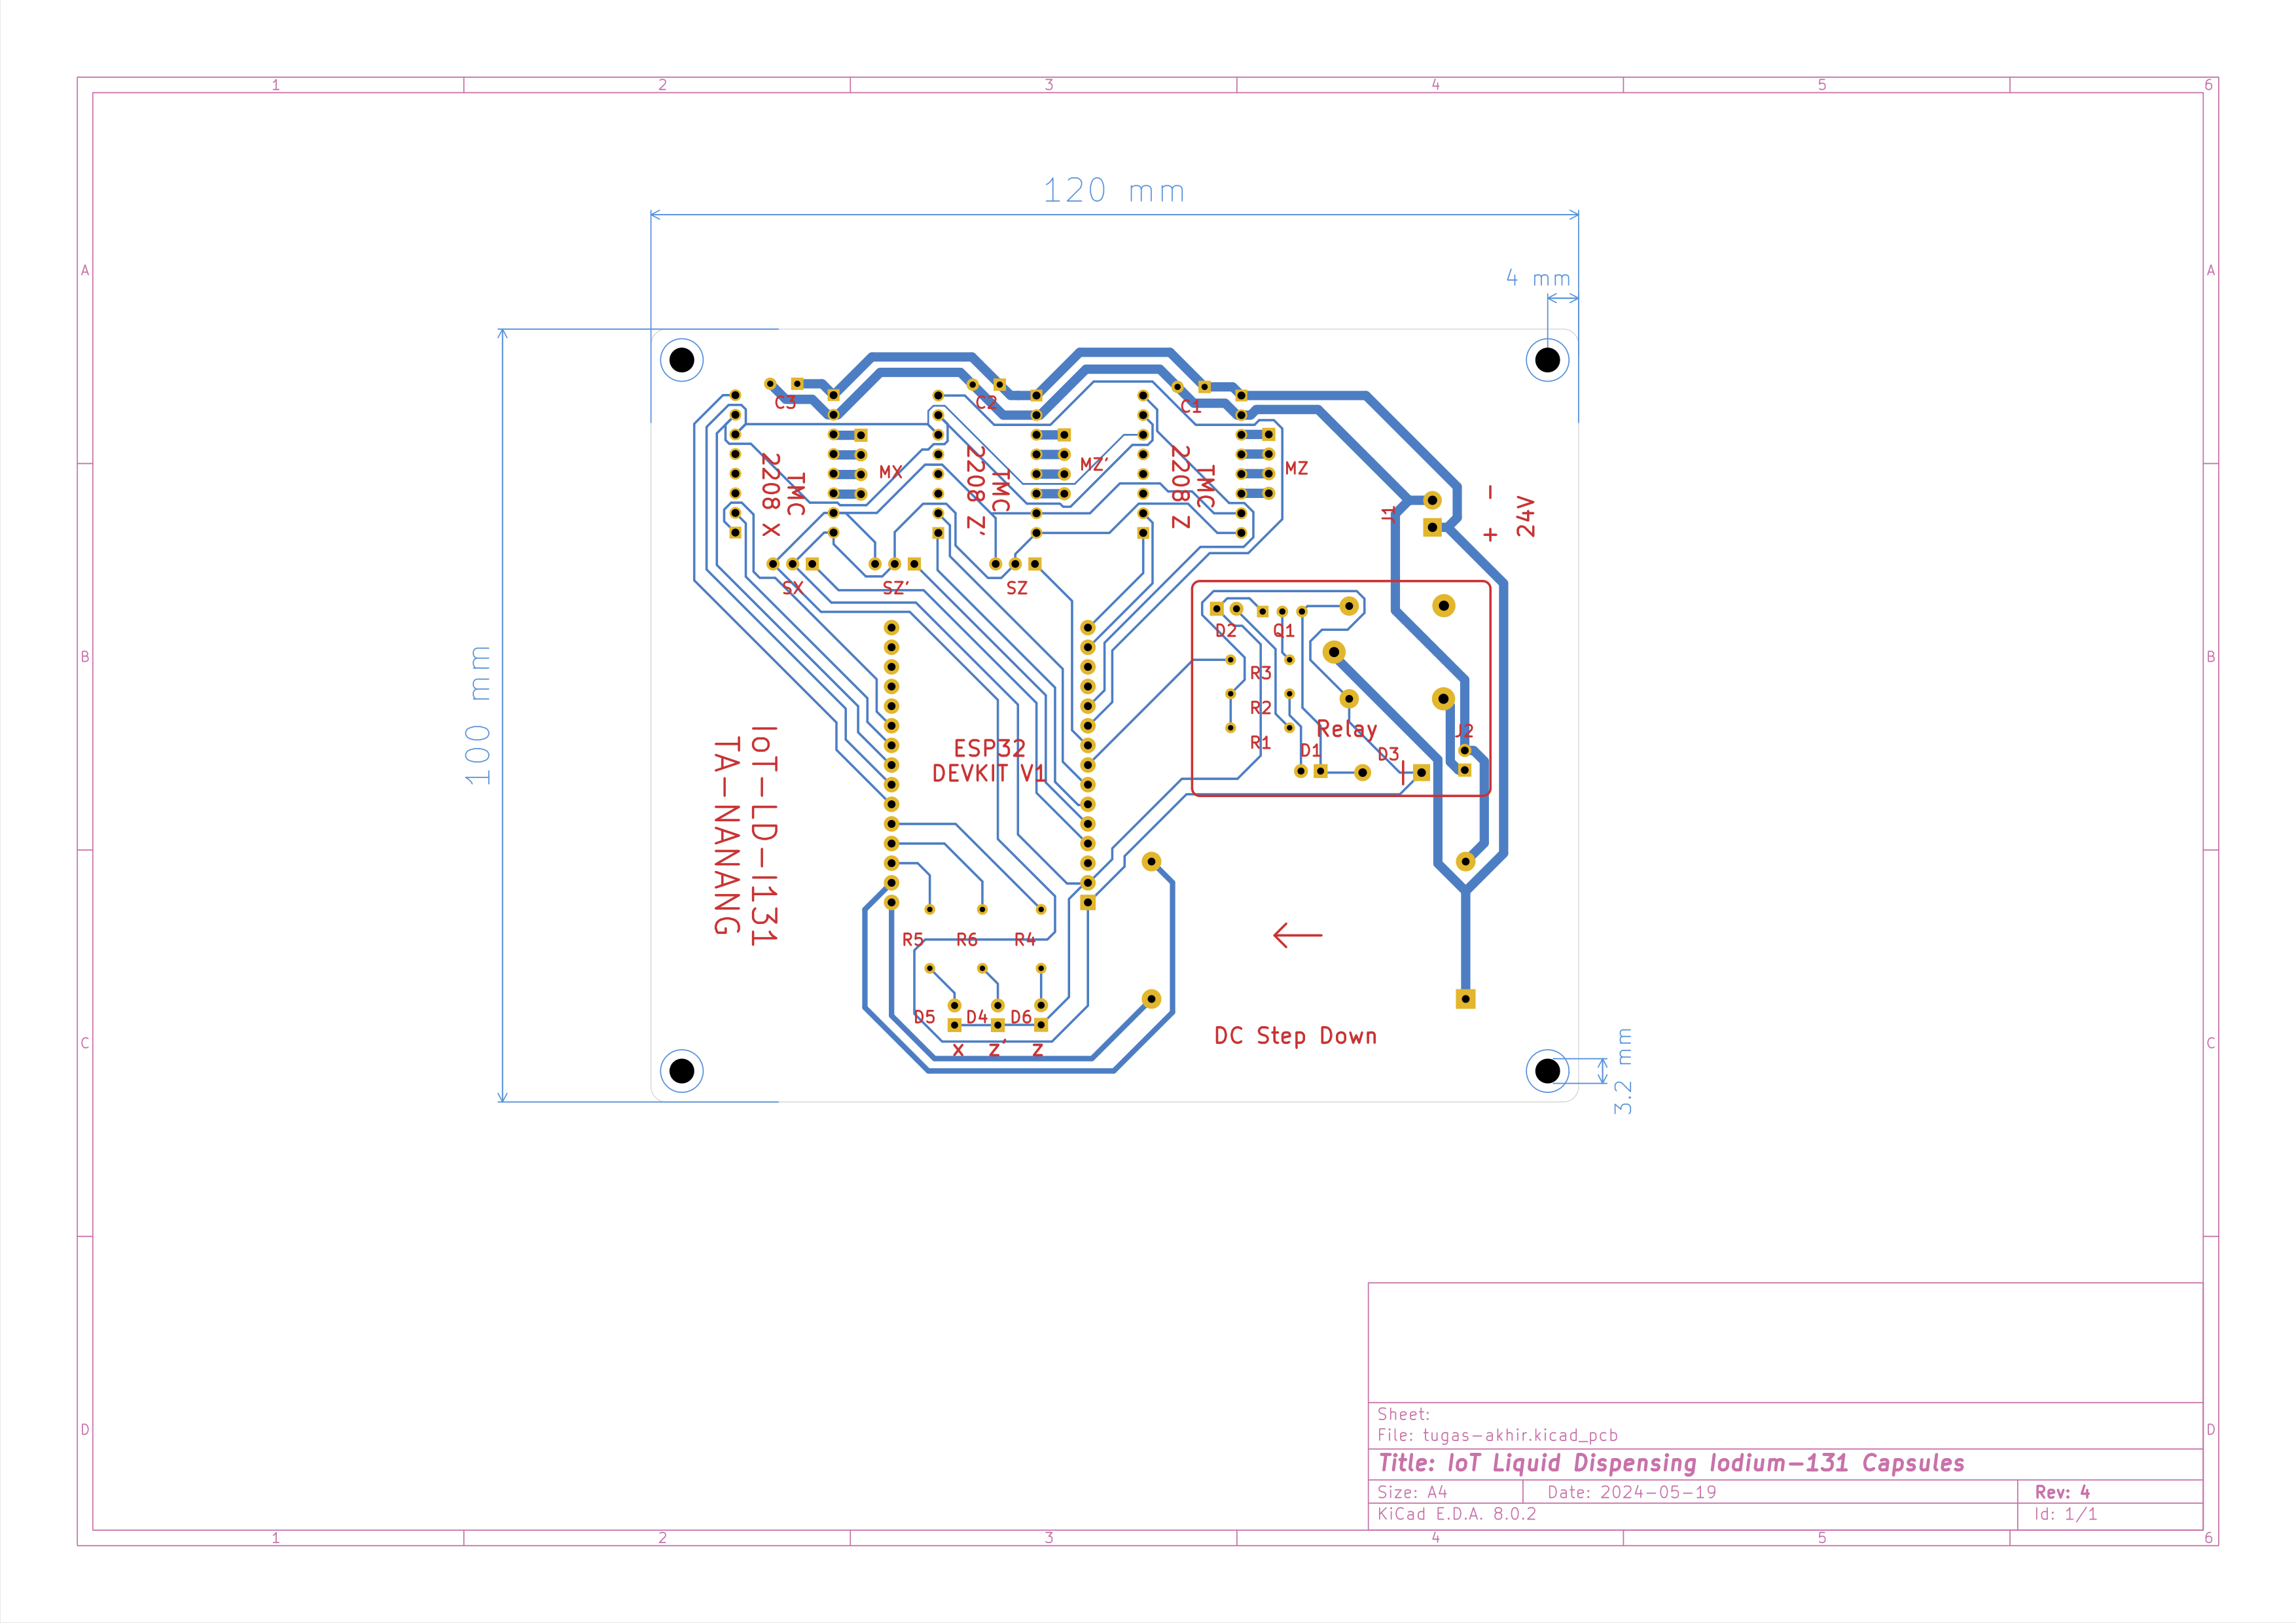 1 2 3 4 5 6
120 mm
4 mm
A A
C3 C2 C1
TMC
2208 X
MX
TMC
2208 Z'
MZ'
TMC
2208 Z
MZ
J1
- +
24V
SX SZ' SZ
B B
100 mm
D2 Q1
R3
R2
R1
Relay
D1 D3
J2
ESP32
DEVKIT V1
IoT-LD-I131
TA-NANANG
R5 R6 R4
D5 D4 D6
x z' z
DC Step Down
C C
3.2 mm
D D
Sheet:
File: tugas-akhir.kicad_pcb
Title: IoT Liquid Dispensing Iodium-131 Capsules
Size: A4 Date: 2024-05-19 Rev: 4
KiCad E.D.A. 8.0.2 Id: 1/1
1 2 3 4 5 6